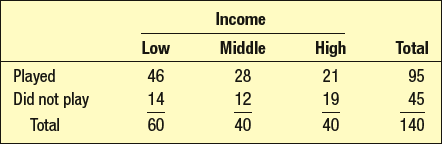 Income
Low Middle High Total
Played 46 28 21 95
Did not play 14 12 19 45
Total 60 40 40 140